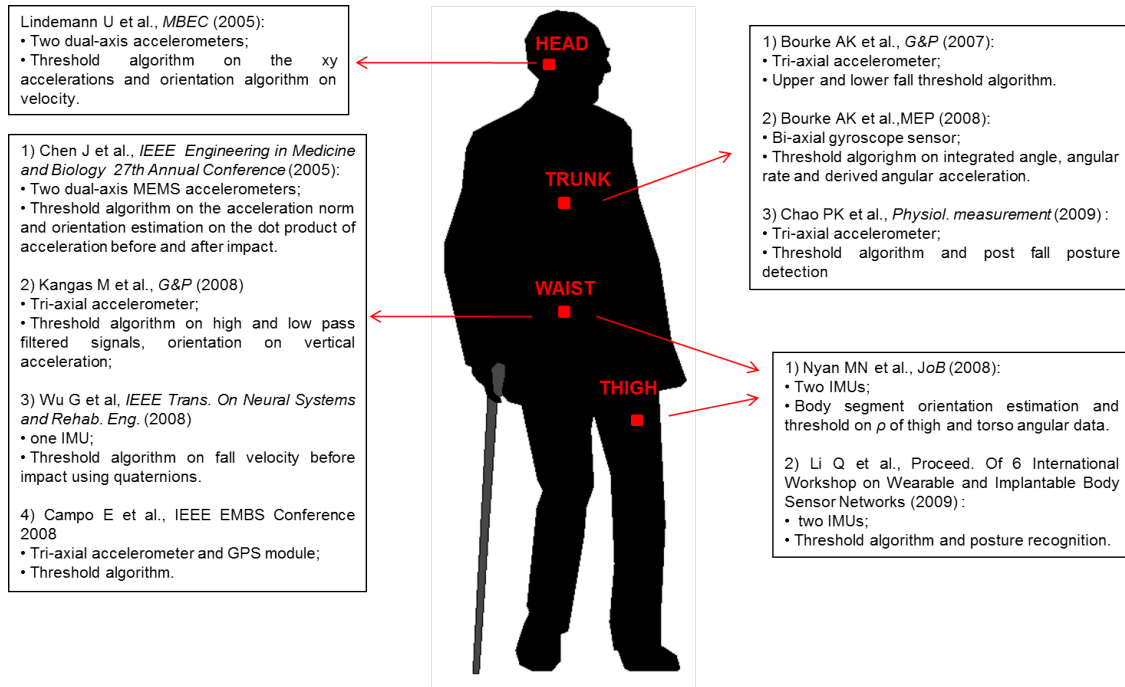 Lindemann U et al., MBEC (2005):
• Two dual-axis accelerometers;
• Threshold algorithm on the xy
accelerations and orientation algorithm on
velocity.
1) Chen J et al., IEEE Engineering in Medicine
and Biology 27th Annual Conference (2005):
• Two dual-axis MEMS accelerometers;
• Threshold algorithm on the acceleration norm
and orientation estimation on the dot product of
acceleration before and after impact.
2) Kangas M et al., G&P (2008)
• Tri-axial accelerometer;
• Threshold algorithm on high and low pass
filtered signals, orientation on vertical
acceleration;
3) Wu G et al, IEEE Trans. On Neural Systems
and Rehab. Eng. (2008)
• one IMU;
• Threshold algorithm on fall velocity before
impact using quaternions.
4) Campo E et al., IEEE EMBS Conference
2008
• Tri-axial accelerometer and GPS module;
• Threshold algorithm.
HEAD
TRUNK
WAIST
THIGH
1) Bourke AK et al., G&P (2007):
• Tri-axial accelerometer;
• Upper and lower fall threshold algorithm.
2) Bourke AK et al.,MEP (2008):
• Bi-axial gyroscope sensor;
• Threshold algorighm on integrated angle, angular
rate and derived angular acceleration.
3) Chao PK et al., Physiol. measurement (2009) :
• Tri-axial accelerometer;
• Threshold algorithm and post fall posture
detection
1) Nyan MN et al., JoB (2008):
• Two IMUs;
• Body segment orientation estimation and
threshold on ρ of thigh and torso angular data.
2) Li Q et al., Proceed. Of 6 International
Workshop on Wearable and Implantable Body
Sensor Networks (2009) :
• two IMUs;
• Threshold algorithm and posture recognition.